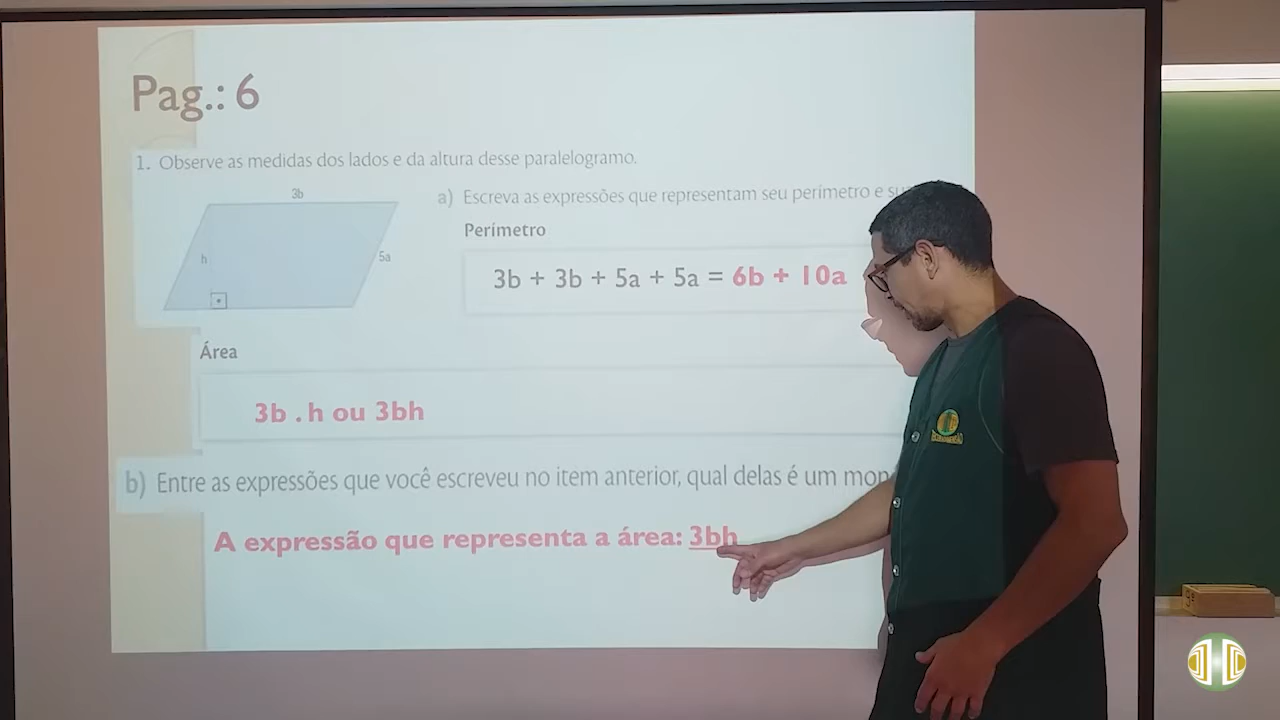 Pag.: 6
1. Observe as medidas dos lados e da altura desse paralelogramo.
3b
h
5a
a) Escreva as expressões que representam seu perímetro e
Perímetro
3b + 3b + 5a + 5a = 6b + 10a
Área
3b . h ou 3bh
b) Entre as expressões que você escreveu no item anterior, qual delas é um
A expressão que representa a área: 3bh